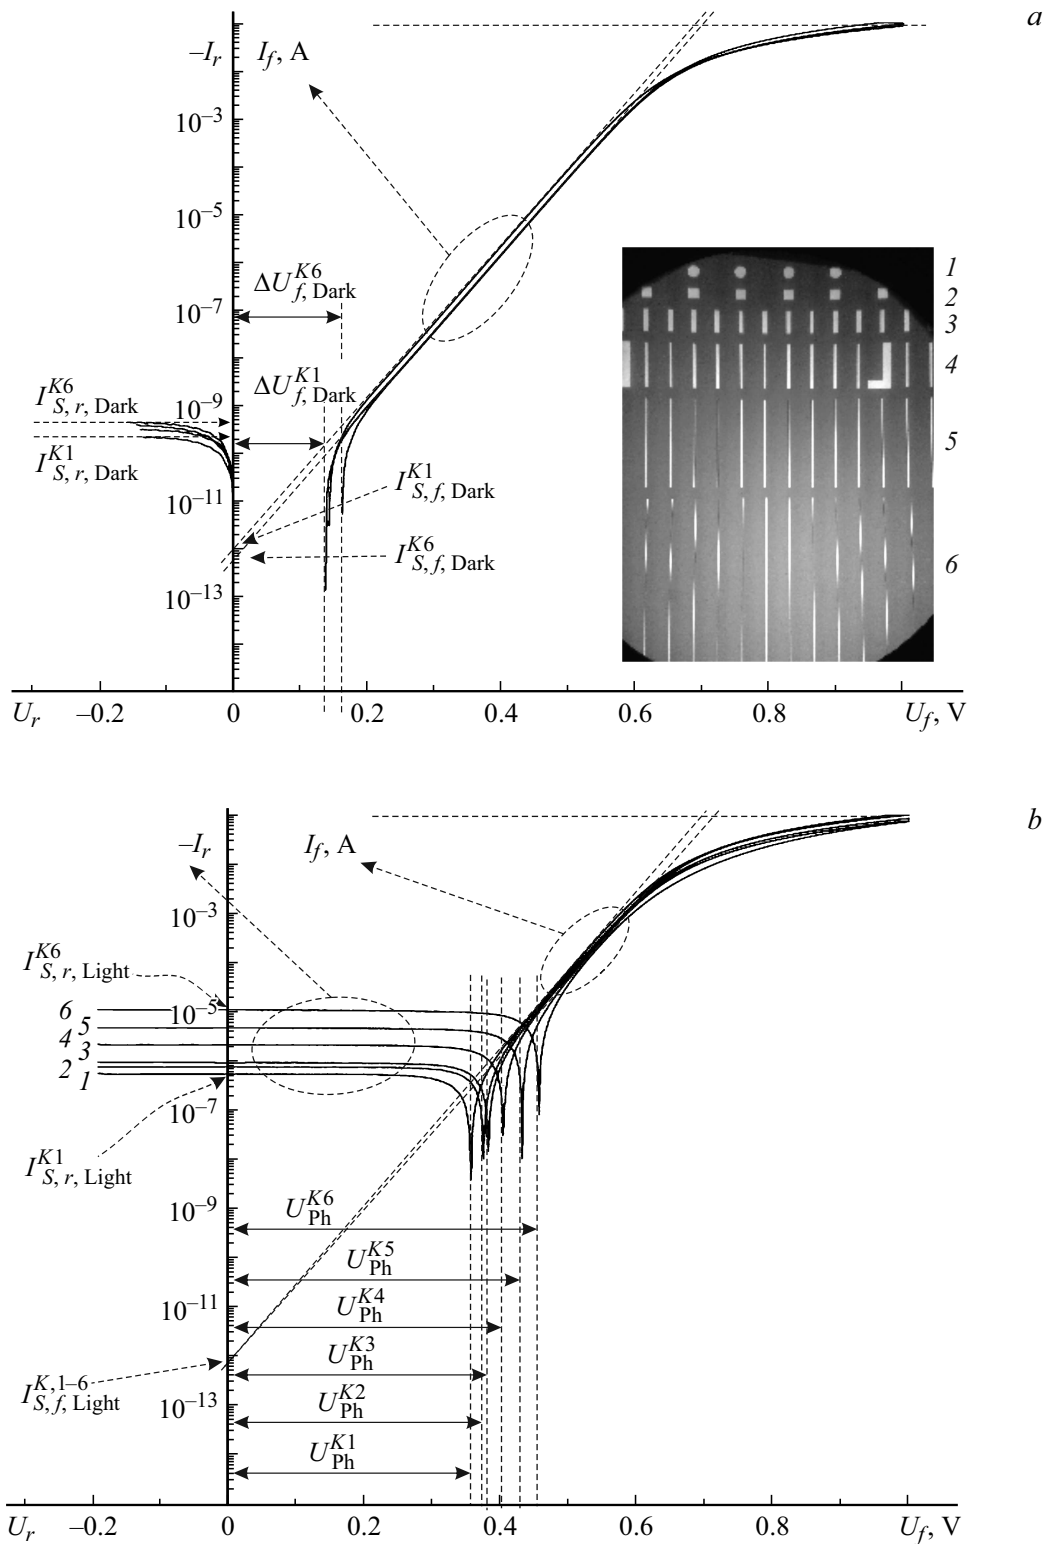 a
–I_r I_f, A
10^–3
10^–5
10^–7
10^–9
10^–11
10^–13
ΔU^K6_f, Dark
ΔU^K1_f, Dark
I^K6_S, r, Dark
I^K1_S, r, Dark
I^K1_S, f, Dark
I^K6_S, f, Dark
1
2
3
4
5
6
U_r –0.2 0 0.2 0.4 0.6 0.8 U_f, V
b
–I_r I_f, A
10^–3
10^–5
10^–7
10^–9
10^–11
10^–13
I^K6_S, r, Light
6
5
4
3
2
1
I^K1_S, r, Light
U^K6_Ph
U^K5_Ph
U^K4_Ph
U^K3_Ph
U^K2_Ph
U^K1_Ph
I^K,1–6_S, f, Light
U_r –0.2 0 0.2 0.4 0.6 0.8 U_f, V